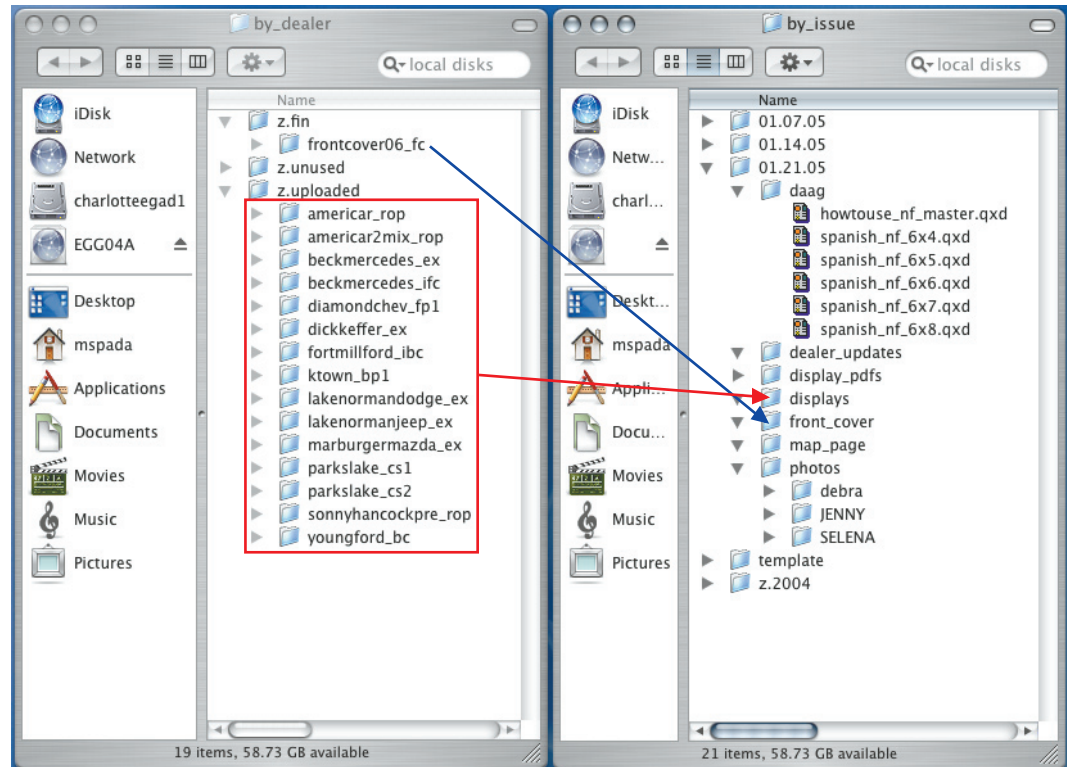 by_dealer
local disks
iDisk
Network
charlotteegad1
EGG04A
Desktop
mspada
Applications
Documents
Movies
Music
Pictures
Name
z.fin
frontcover06_fc
z.unused
z.uploaded
americar_rop
americar2mix_rop
beckmercedes_ex
beckmercedes_ifc
diamondchev_fp1
dickkeffer_ex
fortmillford_ibc
ktown_bp1
lakenormandodge_ex
lakenormanjeep_ex
marburgermazda_ex
parkslake_cs1
parkslake_cs2
sonnyhancockpre_rop
youngford_bc
19 items, 58.73 GB available
by_issue
local disks
iDisk
Netw...
charl...
Deskt...
mspada
Appli...
Docu...
Movies
Music
Pictures
Name
01.07.05
01.14.05
01.21.05
daag
howtouse_nf_master.qxd
spanish_nf_6x4.qxd
spanish_nf_6x5.qxd
spanish_nf_6x6.qxd
spanish_nf_6x7.qxd
spanish_nf_6x8.qxd
dealer_updates
display_pdfs
displays
front_cover
map_page
photos
debra
JENNY
SELENA
template
z.2004
21 items, 58.73 GB available